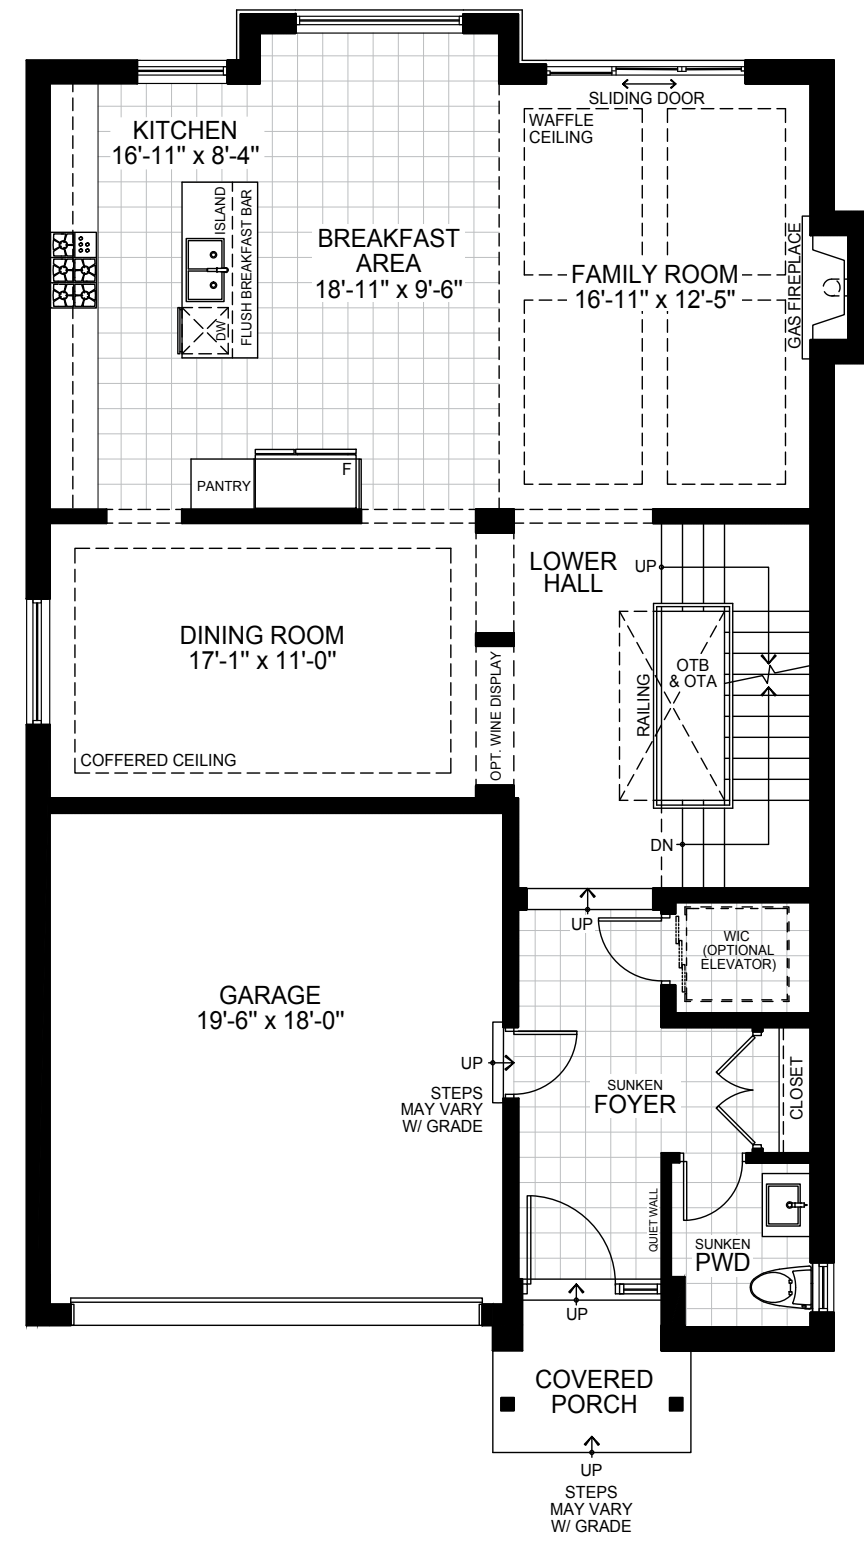 SLIDING DOOR
WAFFLE
CEILING
KITCHEN
16'-11" x 8'-4"
ISLAND
FLUSH BREAKFAST BAR
DW
BREAKFAST
AREA
18'-11" x 9'-6"
FAMILY ROOM
16'-11" x 12'-5"
GAS FIREPLACE
PANTRY
F
LOWER
HALL
UP
DINING ROOM
17'-1" x 11'-0"
COFFERED CEILING
OPT. WINE DISPLAY
RAILING
OTB
& OTA
DN
UP
WIC
(OPTIONAL
ELEVATOR)
GARAGE
19'-6" x 18'-0"
UP
STEPS
MAY VARY
W/ GRADE
SUNKEN
FOYER
CLOSET
QUIET WALL
SUNKEN
PWD
UP
COVERED
PORCH
UP
STEPS
MAY VARY
W/ GRADE